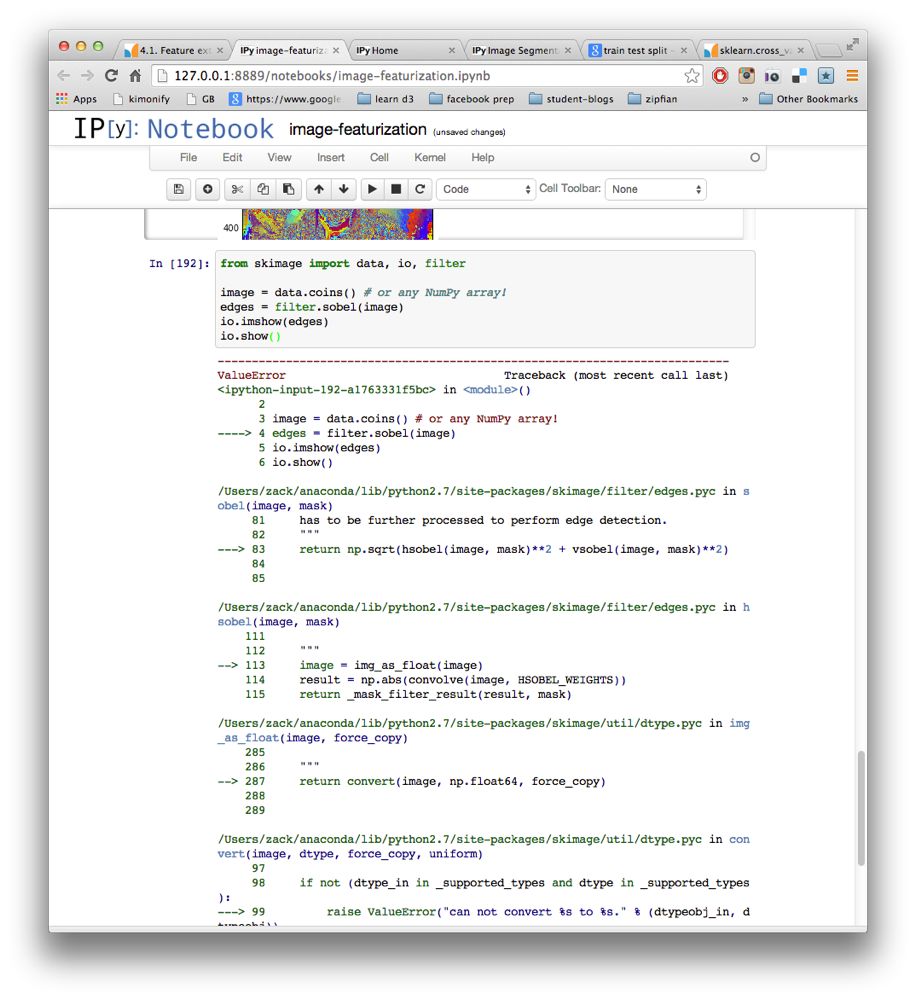 4.1. Feature ex
IPy image-featuriz
IPy Home
IPy Image Segment
train test split -
sklearn.cross_v
127.0.0.1:8889/notebooks/image-featurization.ipynb
Apps
kimonify
GB
https://www.google
learn d3
facebook prep
student-blogs
zipfian
»
Other Bookmarks
IP[y]: Notebook
image-featurization (unsaved changes)
File Edit View Insert Cell Kernel Help
Code
Cell Toolbar:
None
400
In [192]:
from skimage import data, io, filter
image = data.coins() # or any NumPy array!
edges = filter.sobel(image)
io.imshow(edges)
io.show()
---------------------------------------------------------------------------
ValueError                                Traceback (most recent call last)
<ipython-input-192-a1763331f5bc> in <module>()
      2
      3 image = data.coins() # or any NumPy array!
----> 4 edges = filter.sobel(image)
      5 io.imshow(edges)
      6 io.show()
/Users/zack/anaconda/lib/python2.7/site-packages/skimage/filter/edges.pyc in s
obel(image, mask)
     81     has to be further processed to perform edge detection.
     82     """
---> 83     return np.sqrt(hsobel(image, mask)**2 + vsobel(image, mask)**2)
     84
     85
/Users/zack/anaconda/lib/python2.7/site-packages/skimage/filter/edges.pyc in h
sobel(image, mask)
    111
    112     """
--> 113     image = img_as_float(image)
    114     result = np.abs(convolve(image, HSOBEL_WEIGHTS))
    115     return _mask_filter_result(result, mask)
/Users/zack/anaconda/lib/python2.7/site-packages/skimage/util/dtype.pyc in img
_as_float(image, force_copy)
    285
    286     """
--> 287     return convert(image, np.float64, force_copy)
    288
    289
/Users/zack/anaconda/lib/python2.7/site-packages/skimage/util/dtype.pyc in con
vert(image, dtype, force_copy, uniform)
     97
     98     if not (dtype_in in _supported_types and dtype in _supported_types
):
---> 99         raise ValueError("can not convert %s to %s." % (dtypeobj_in, d
typeobj))